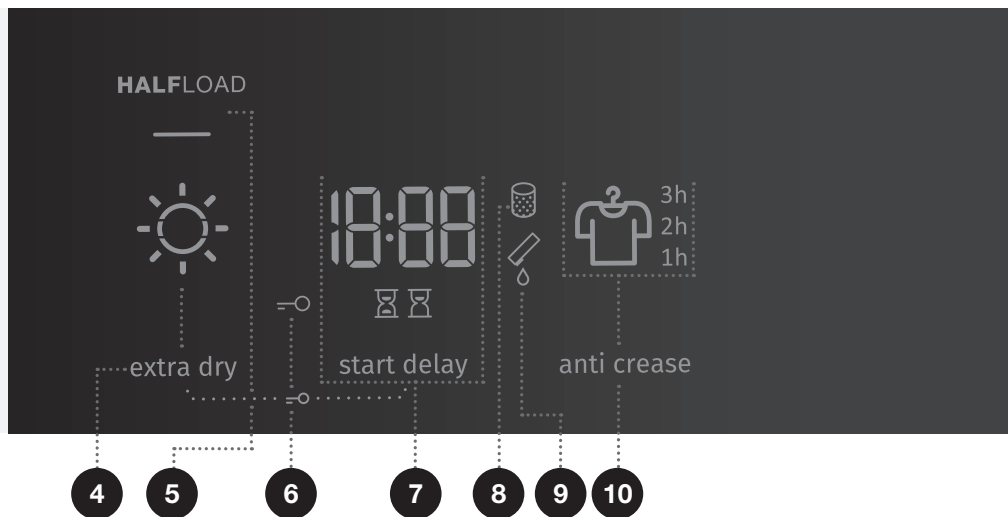 HALFLOAD
18:88
3h
2h
1h
extra dry
start delay
anti crease
4 5 6 7 8 9 10